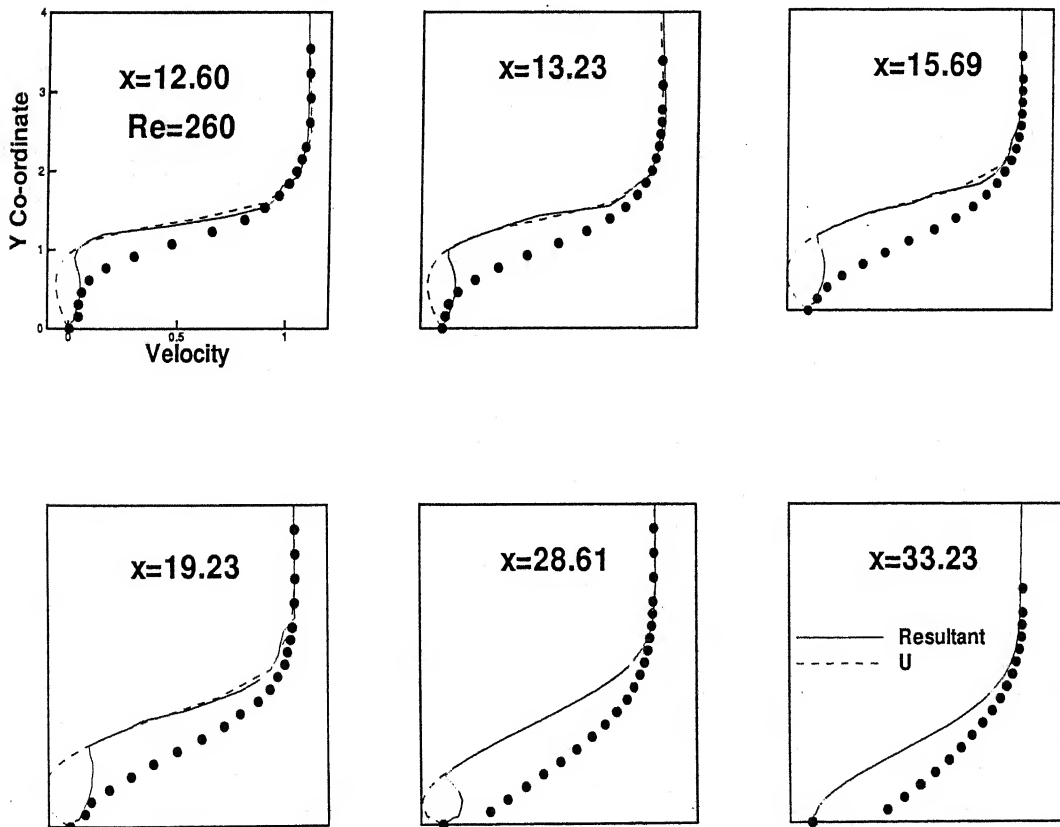 4
3
2
1
0
Y Co-ordinate
x=12.60
Re=260
0
0.5
1
Velocity
x=13.23
x=15.69
x=19.23
x=28.61
x=33.23
Resultant
U